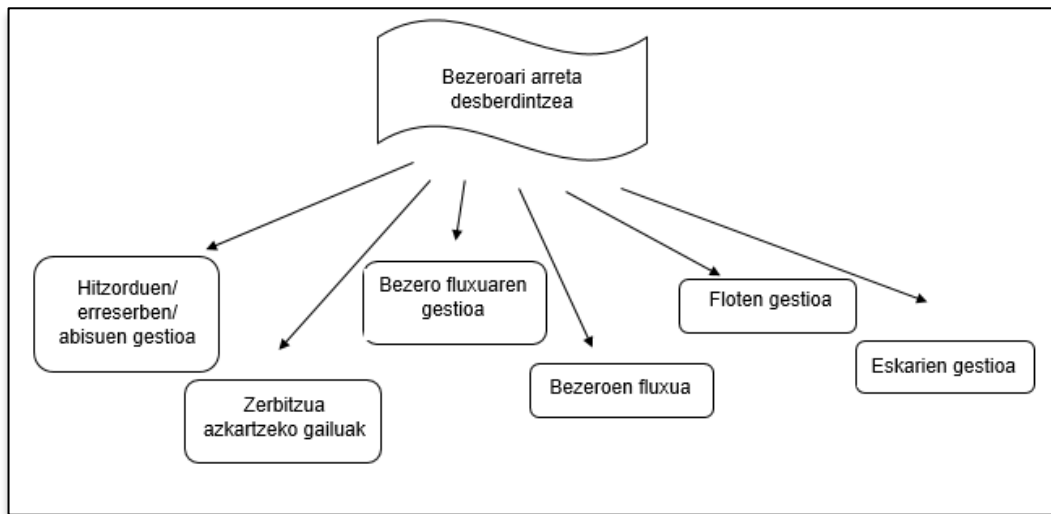 Bezeroari arreta
desberdintzea
Hitzorduen/
erreserben/
abisuen gestioa
Zerbitzua
azkartzeko gailuak
Bezero fluxuaren
gestioa
Bezeroen fluxua
Floten gestioa
Eskarien gestioa